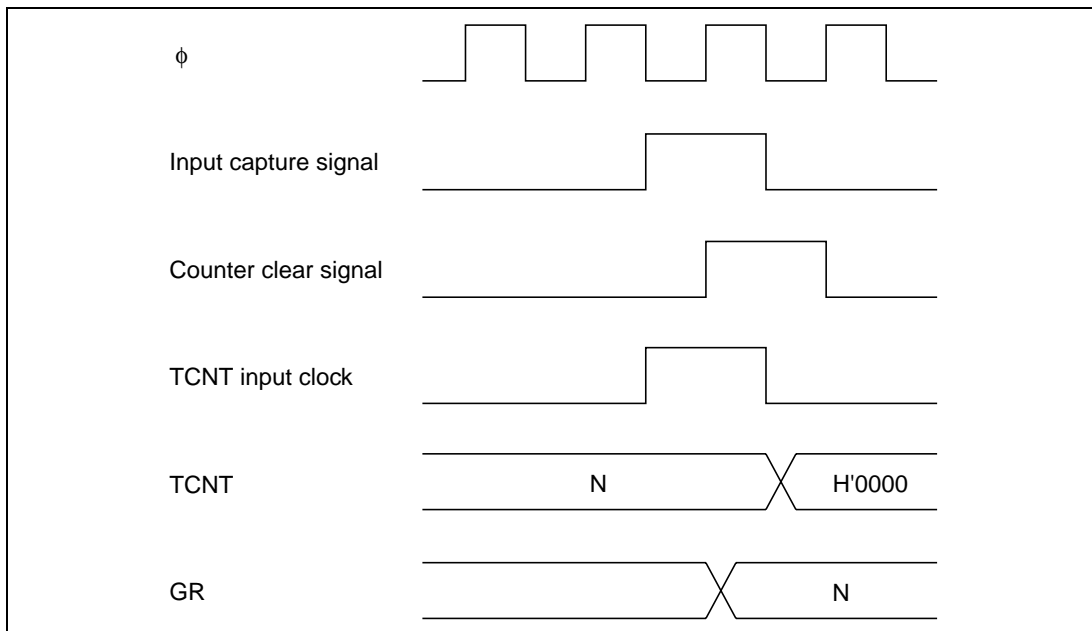 ϕ
Input capture signal
Counter clear signal
TCNT input clock
TCNT N H'0000
GR N